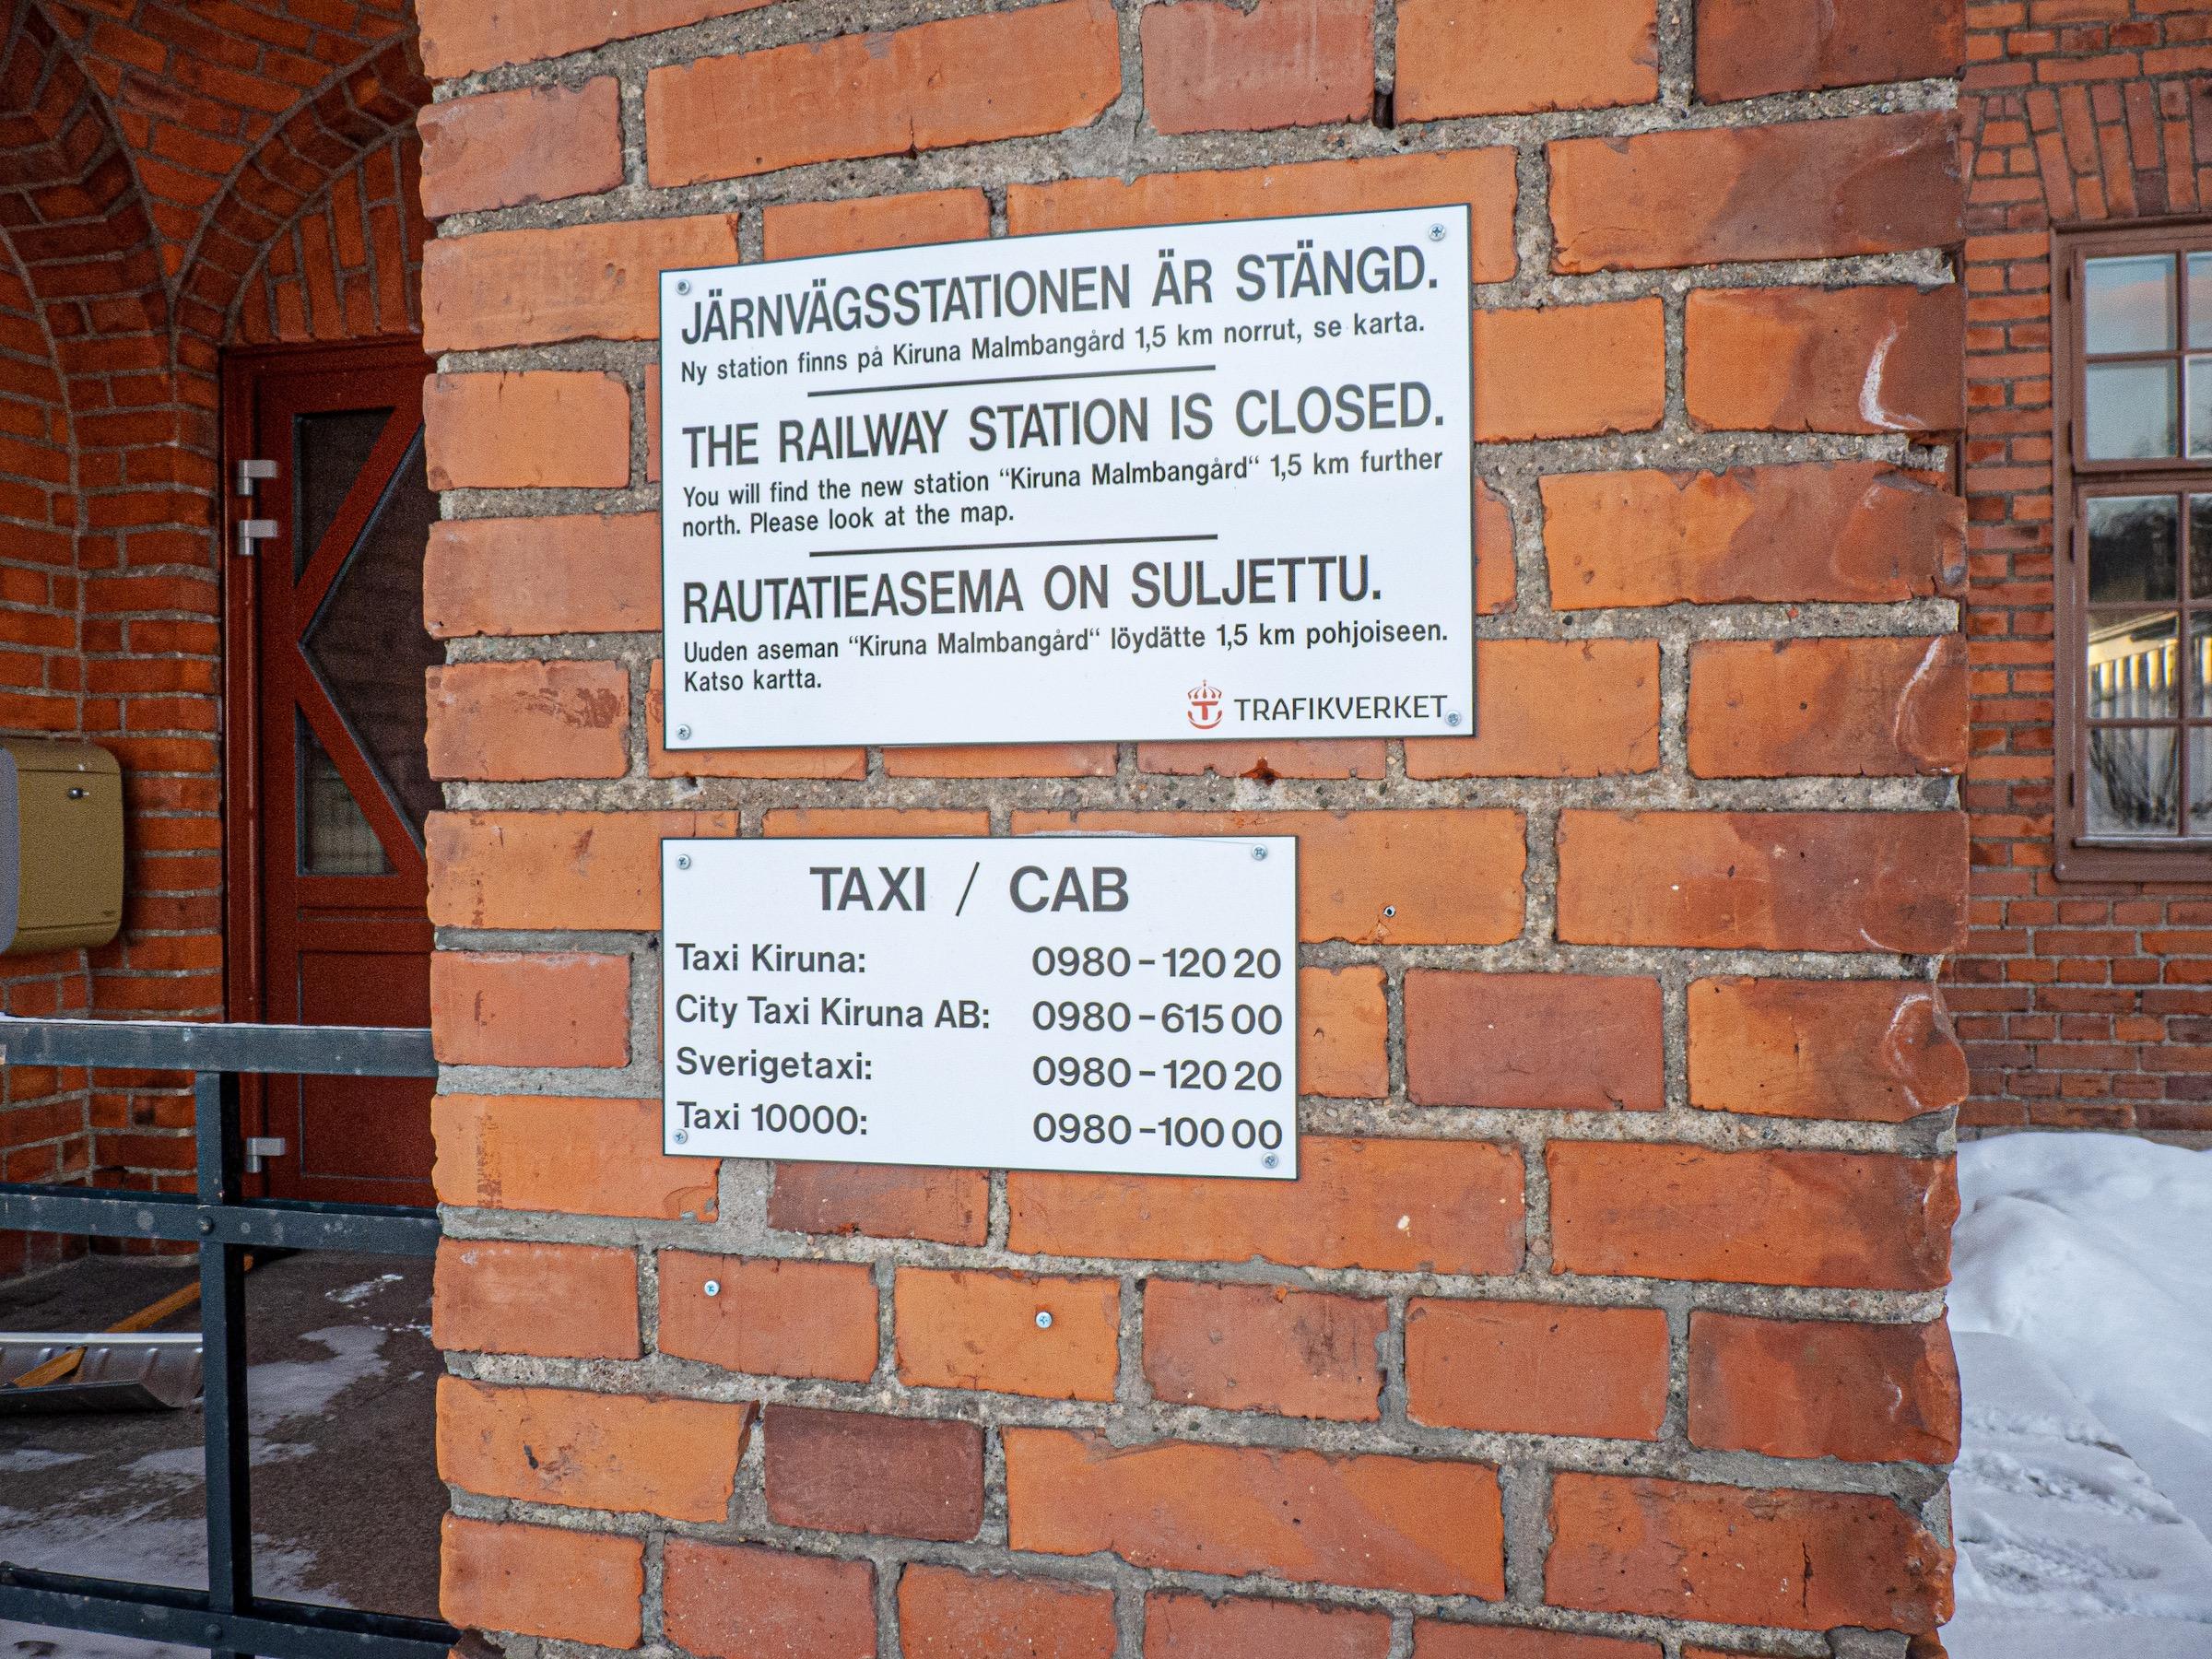 JÄRNVÄGSSTATIONEN ÄR STÄNGD.
Ny station finns på Kiruna Malmbangård 1,5 km norrut, se karta.
THE RAILWAY STATION IS CLOSED.
You will find the new station “Kiruna Malmbangård“ 1,5 km further
north. Please look at the map.
RAUTATIEASEMA ON SULJETTU.
Uuden aseman “Kiruna Malmbangård“ löydätte 1,5 km pohjoiseen.
Katso kartta.
TRAFIKVERKET
TAXI / CAB
Taxi Kiruna: 0980-120 20
City Taxi Kiruna AB: 0980-615 00
Sverigetaxi: 0980-120 20
Taxi 10000: 0980-100 00